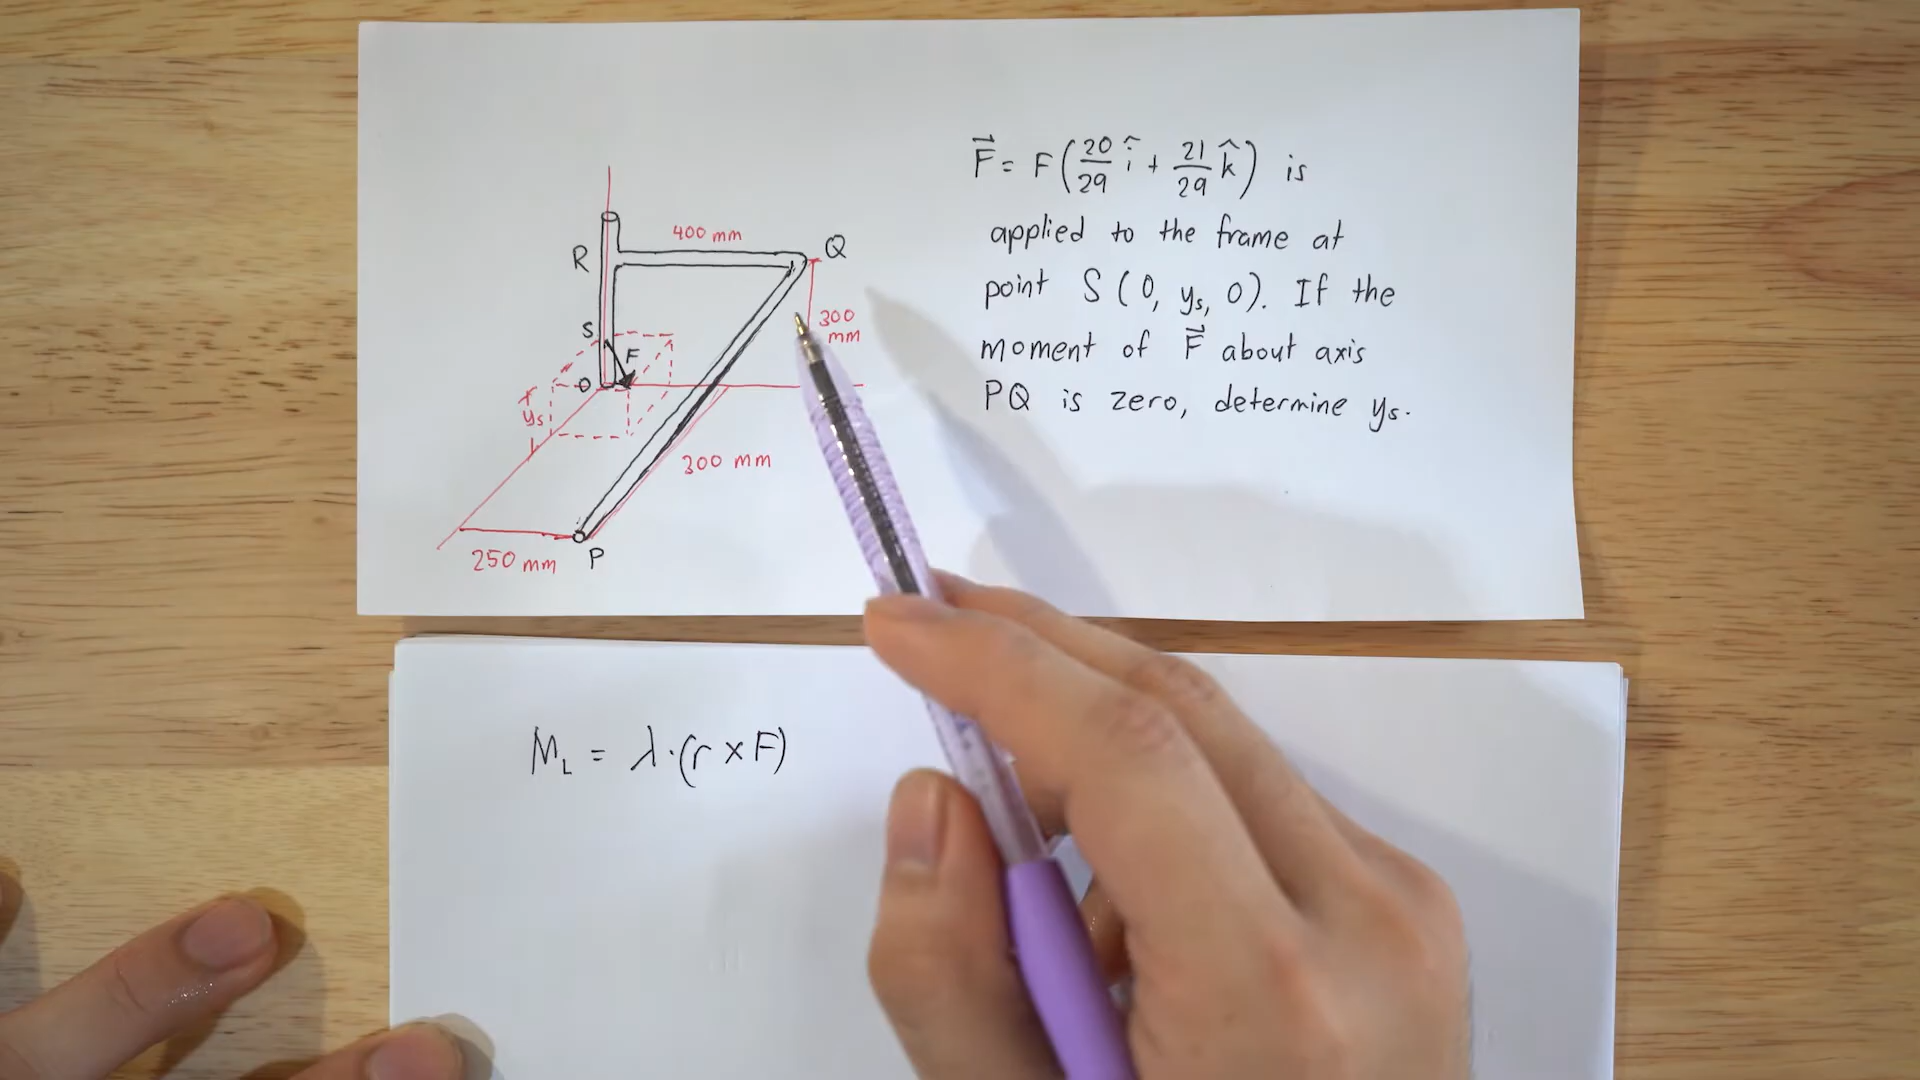 F⃗ = F(20/29 î + 21/29 k̂) is
applied to the frame at
point S (0, ys, 0). If the
moment of F⃗ about axis
PQ is zero, determine ys.
400 mm
Q
R
300
mm
S
F
O
ys
300 mm
250 mm
P
M_L = λ·(r × F)